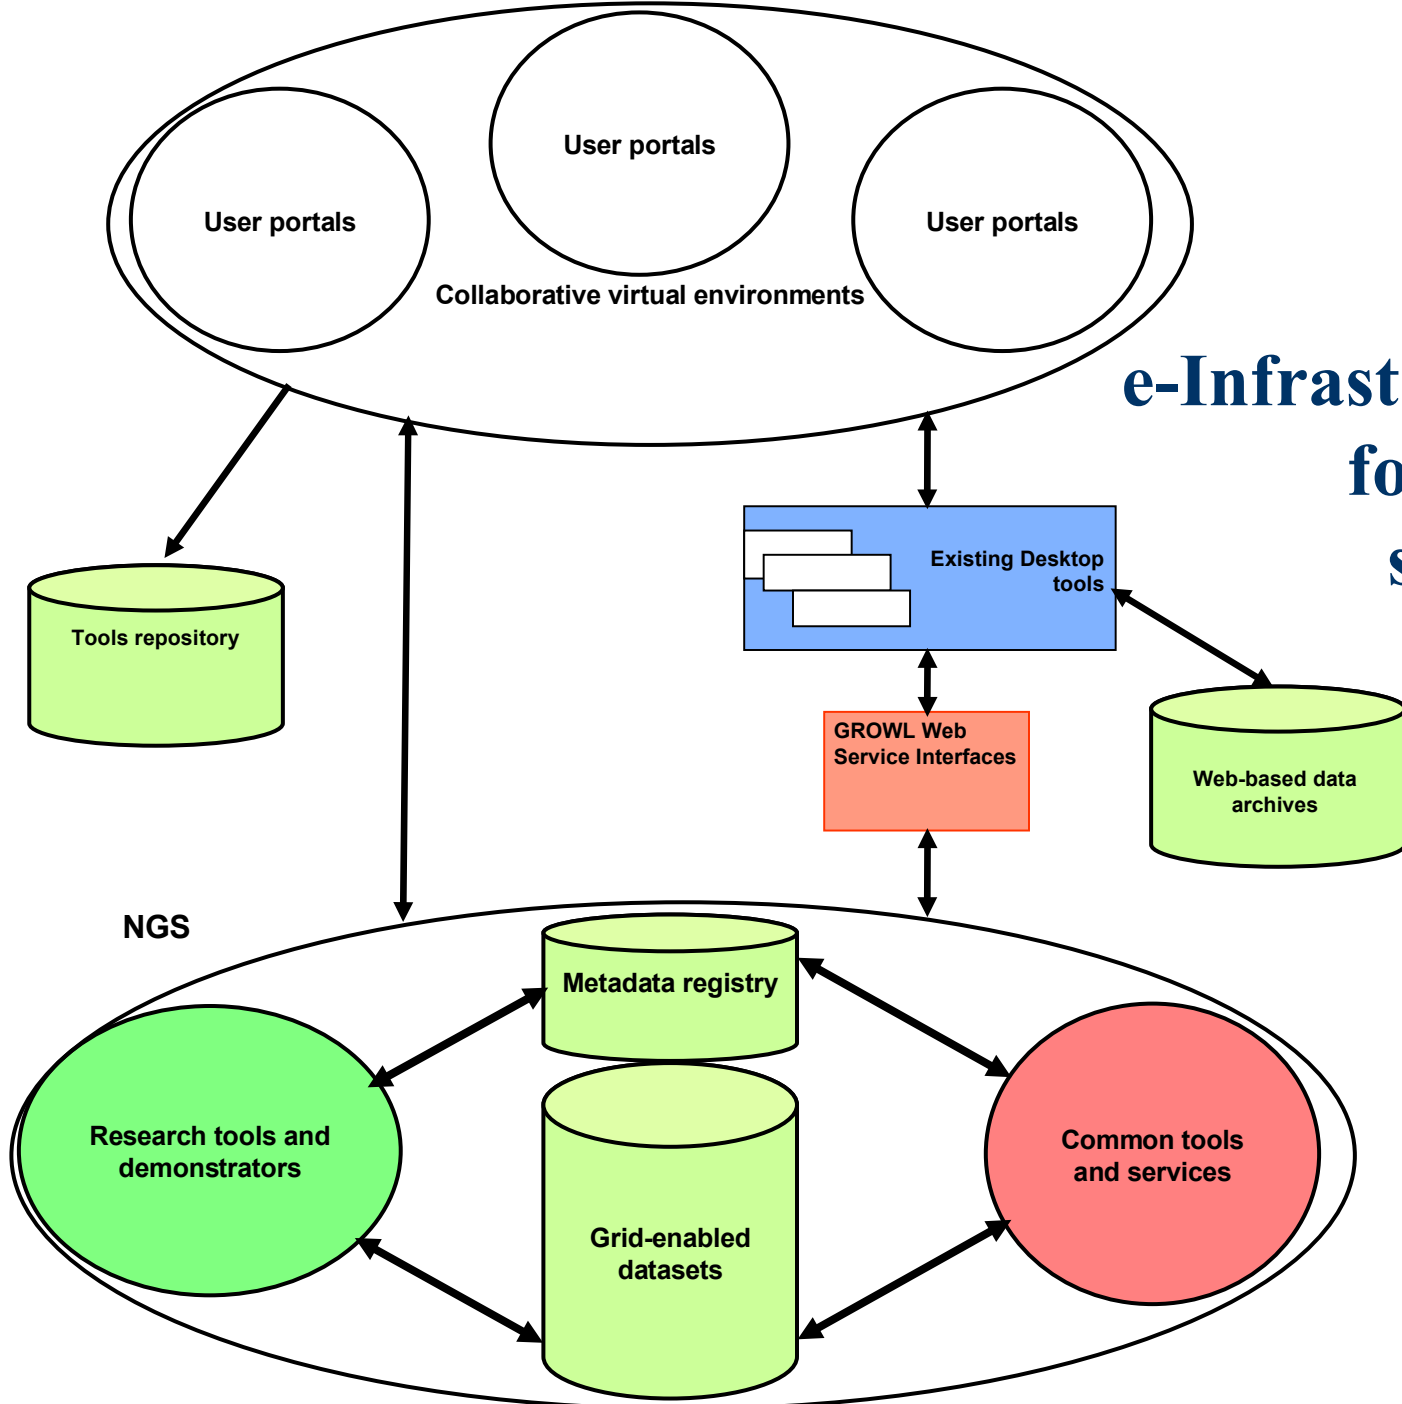 User portals
User portals
User portals
Collaborative virtual environments
e-Infrast
fo
s
Existing Desktop
tools
Tools repository
GROWL Web
Service Interfaces
Web-based data
archives
NGS
Metadata registry
Research tools and
demonstrators
Common tools
and services
Grid-enabled
datasets